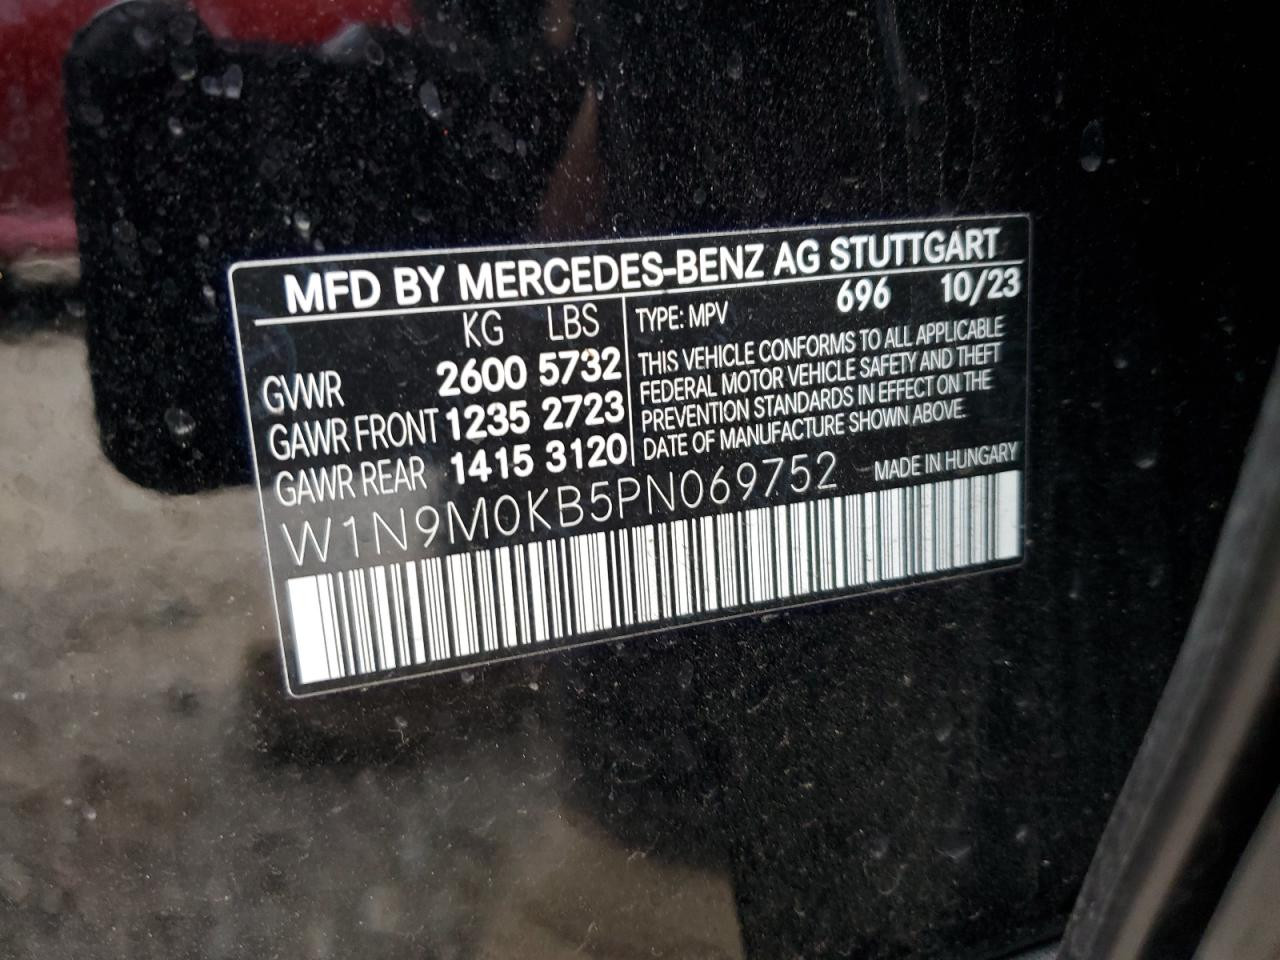 MFD BY MERCEDES-BENZ AG STUTTGART
696 10/23
KG LBS
GVWR 2600 5732
GAWR FRONT 1235 2723
GAWR REAR 1415 3120
TYPE: MPV
THIS VEHICLE CONFORMS TO ALL APPLICABLE
FEDERAL MOTOR VEHICLE SAFETY AND THEFT
PREVENTION STANDARDS IN EFFECT ON THE
DATE OF MANUFACTURE SHOWN ABOVE.
W1N9M0KB5PN069752 MADE IN HUNGARY